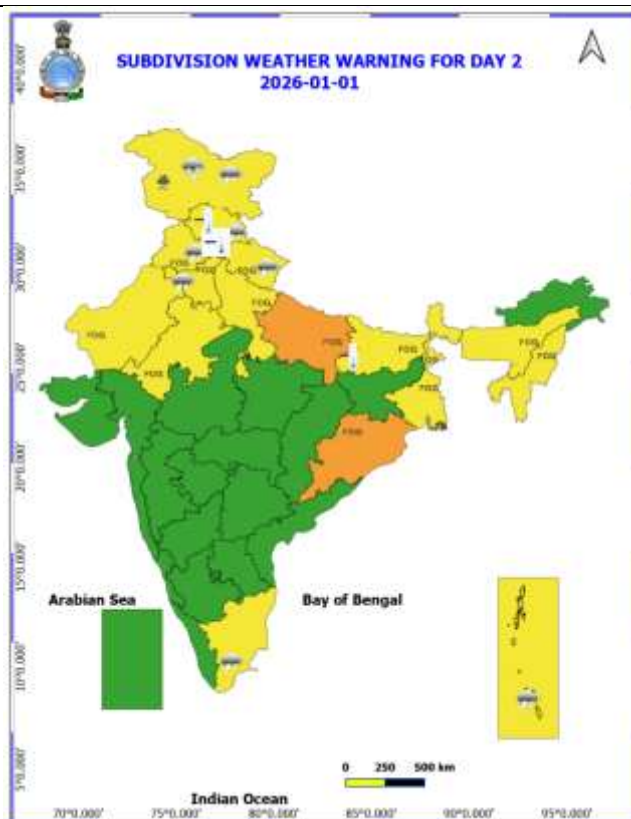 SUBDIVISION WEATHER WARNING FOR DAY 2
2026-01-01
40°0.000'
35°0.000'
30°0.000'
25°0.000'
20°0.000'
15°0.000'
10°0.000'
5°0.000'
FOG
FOG
FOG
FOG
FOG
FOG
FOG
FOG
FOG
FOG
FOG
FOG
FOG
Arabian Sea
Bay of Bengal
0 250 500 km
Indian Ocean
70°0.000' 75°0.000' 80°0.000' 85°0.000' 90°0.000' 95°0.000'